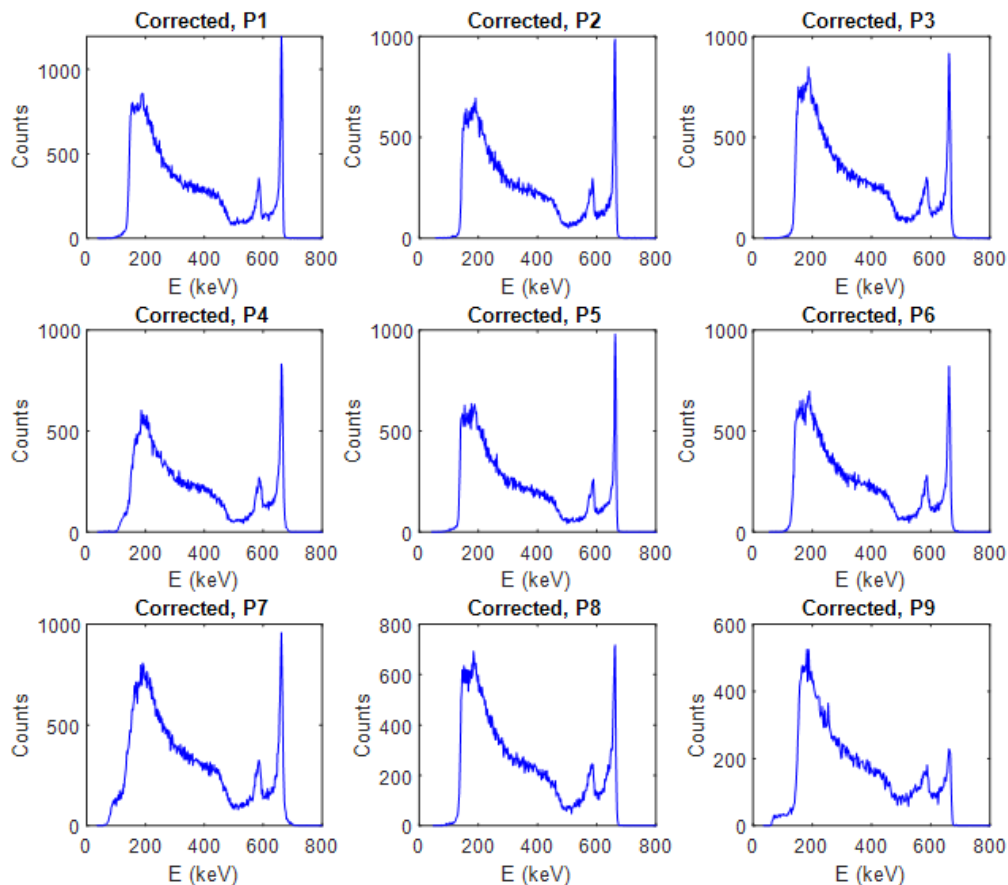 Corrected, P1
Corrected, P2
Corrected, P3
1000
500
0
Counts
0 200 400 600 800
E (keV)
1000
500
0
Counts
0 200 400 600 800
E (keV)
1000
500
0
Counts
0 200 400 600 800
E (keV)
Corrected, P4
Corrected, P5
Corrected, P6
1000
500
0
Counts
0 200 400 600 800
E (keV)
1000
500
0
Counts
0 200 400 600 800
E (keV)
1000
500
0
Counts
0 200 400 600 800
E (keV)
Corrected, P7
Corrected, P8
Corrected, P9
1000
500
0
Counts
0 200 400 600 800
E (keV)
800
600
400
200
0
Counts
0 200 400 600 800
E (keV)
600
400
200
0
Counts
0 200 400 600 800
E (keV)